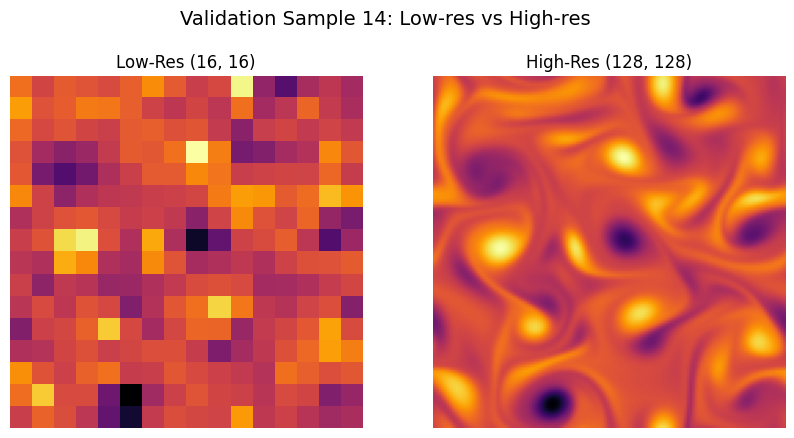 Validation Sample 14: Low-res vs High-res
Low-Res (16, 16)
High-Res (128, 128)